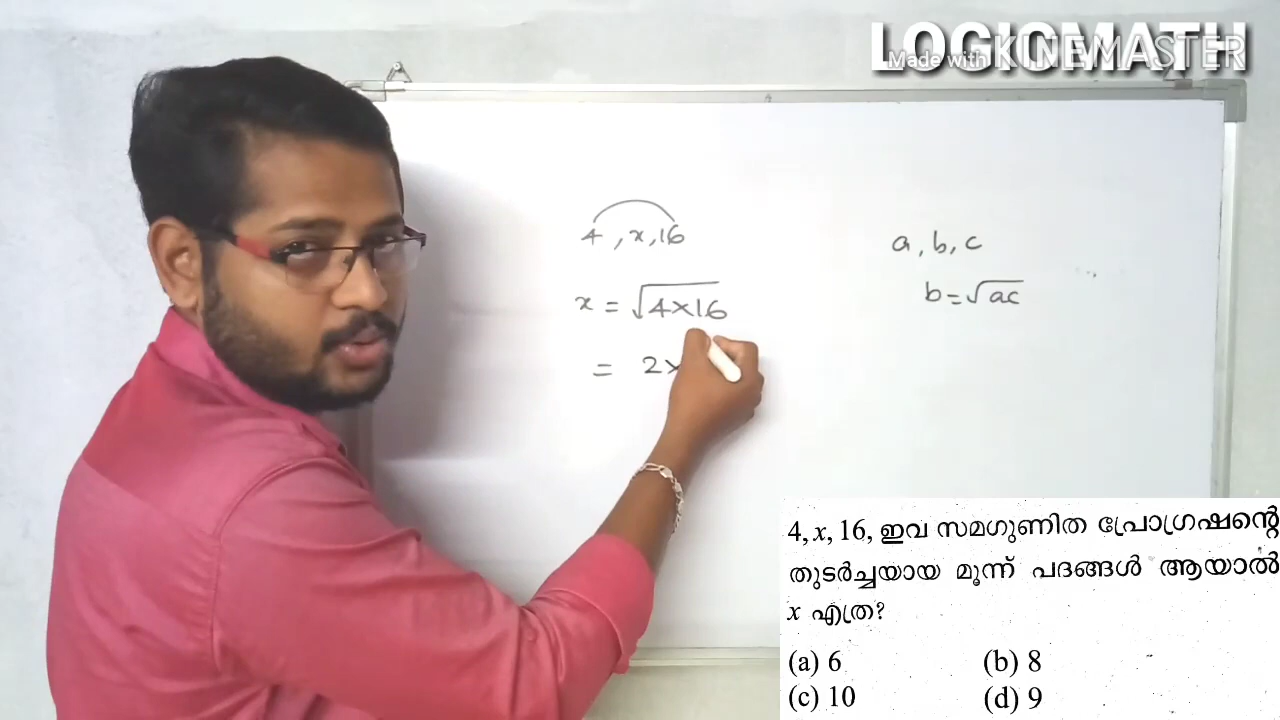 LOGICMATH
Made with KINEMASTER
4, x, 16
x = √4×16
= 2×
a, b, c
b = √ac
4, x, 16, ഇവ സമഗുണിത പ്രോഗ്രഷന്റെ
തുടർച്ചയായ മൂന്ന് പദങ്ങൾ ആയാൽ
x എത്ര?
(a) 6 (b) 8
(c) 10 (d) 9